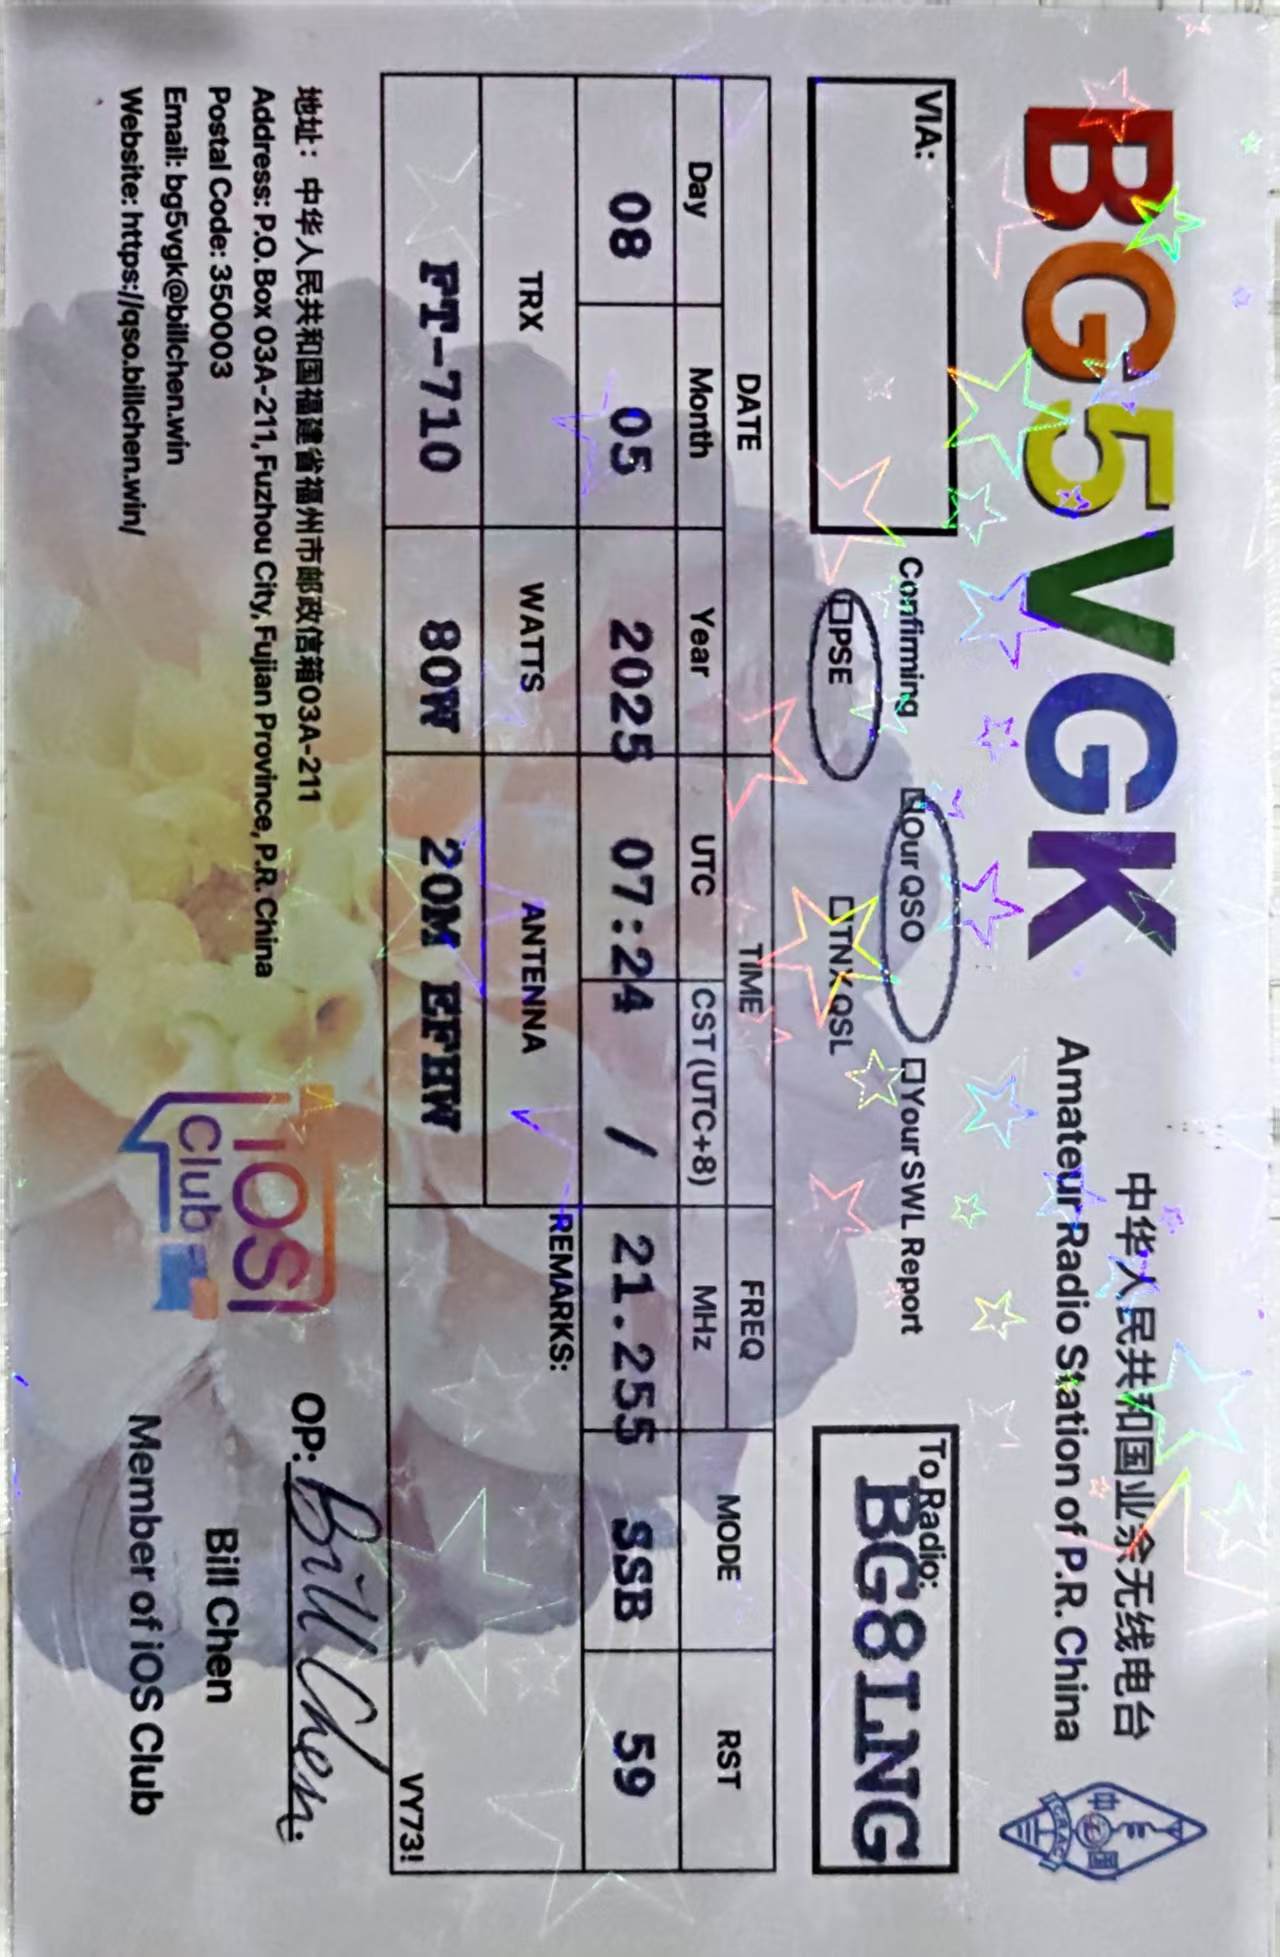 BG5VGK
中华人民共和国业余无线电台
Amateur Radio Station of P.R. China
中国
CRAC
VIA:
Confirming □Our QSO □Your SWL Report
□PSE □TNX QSL
To Radio:
BG8LNG
DATE TIME FREQ MODE RST
Day Month Year UTC CST (UTC+8) MHz
08 05 2025 07:24 / 21.255 SSB 59
TRX WATTS ANTENNA REMARKS:
FT-710 80W 20M EFHW
VY73!
地址：中华人民共和国福建省福州市邮政信箱03A-211
Address: P.O. Box 03A-211, Fuzhou City, Fujian Province, P.R. China
Postal Code: 350003
Email: bg5vgk@billchen.win
Website: https://qso.billchen.win/
iOS
Club
OP: Bill Chen.
Bill Chen
Member of iOS Club